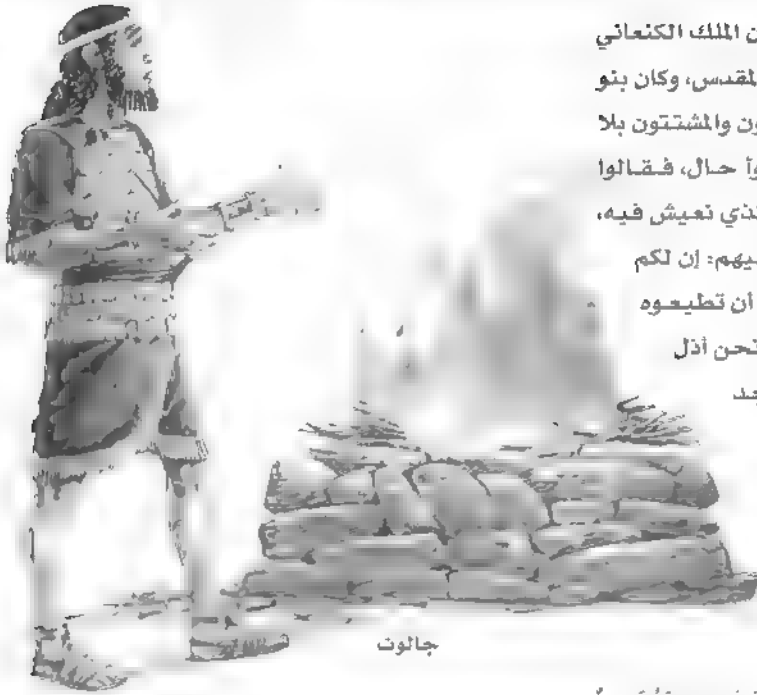 ن الملك الكنعاني
لمقدس، وكان بنو
ون والمشتتون بلا
وأ حال، فقالوا
لذي نعيش فيه،
إن لكم
أن تطيعوه
نحن أذل
جالوت